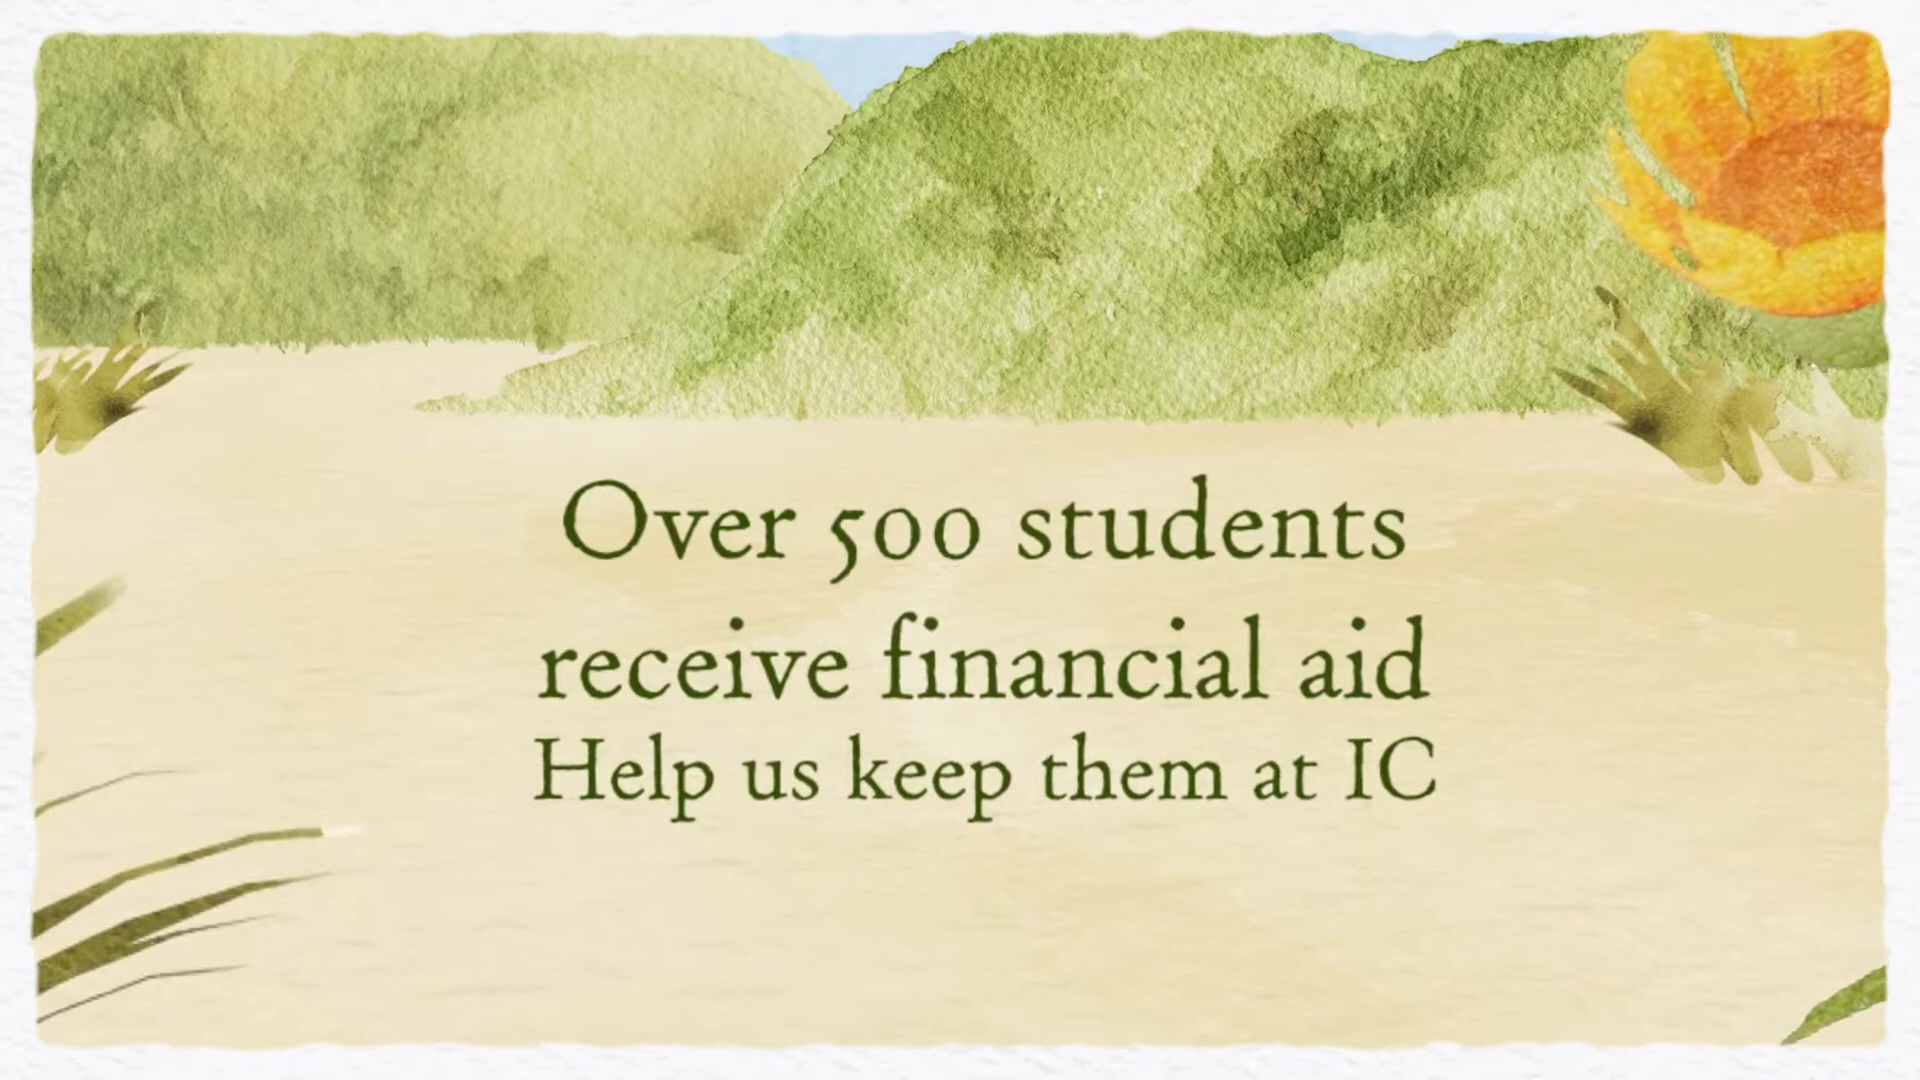 Over 500 students
receive financial aid
Help us keep them at IC